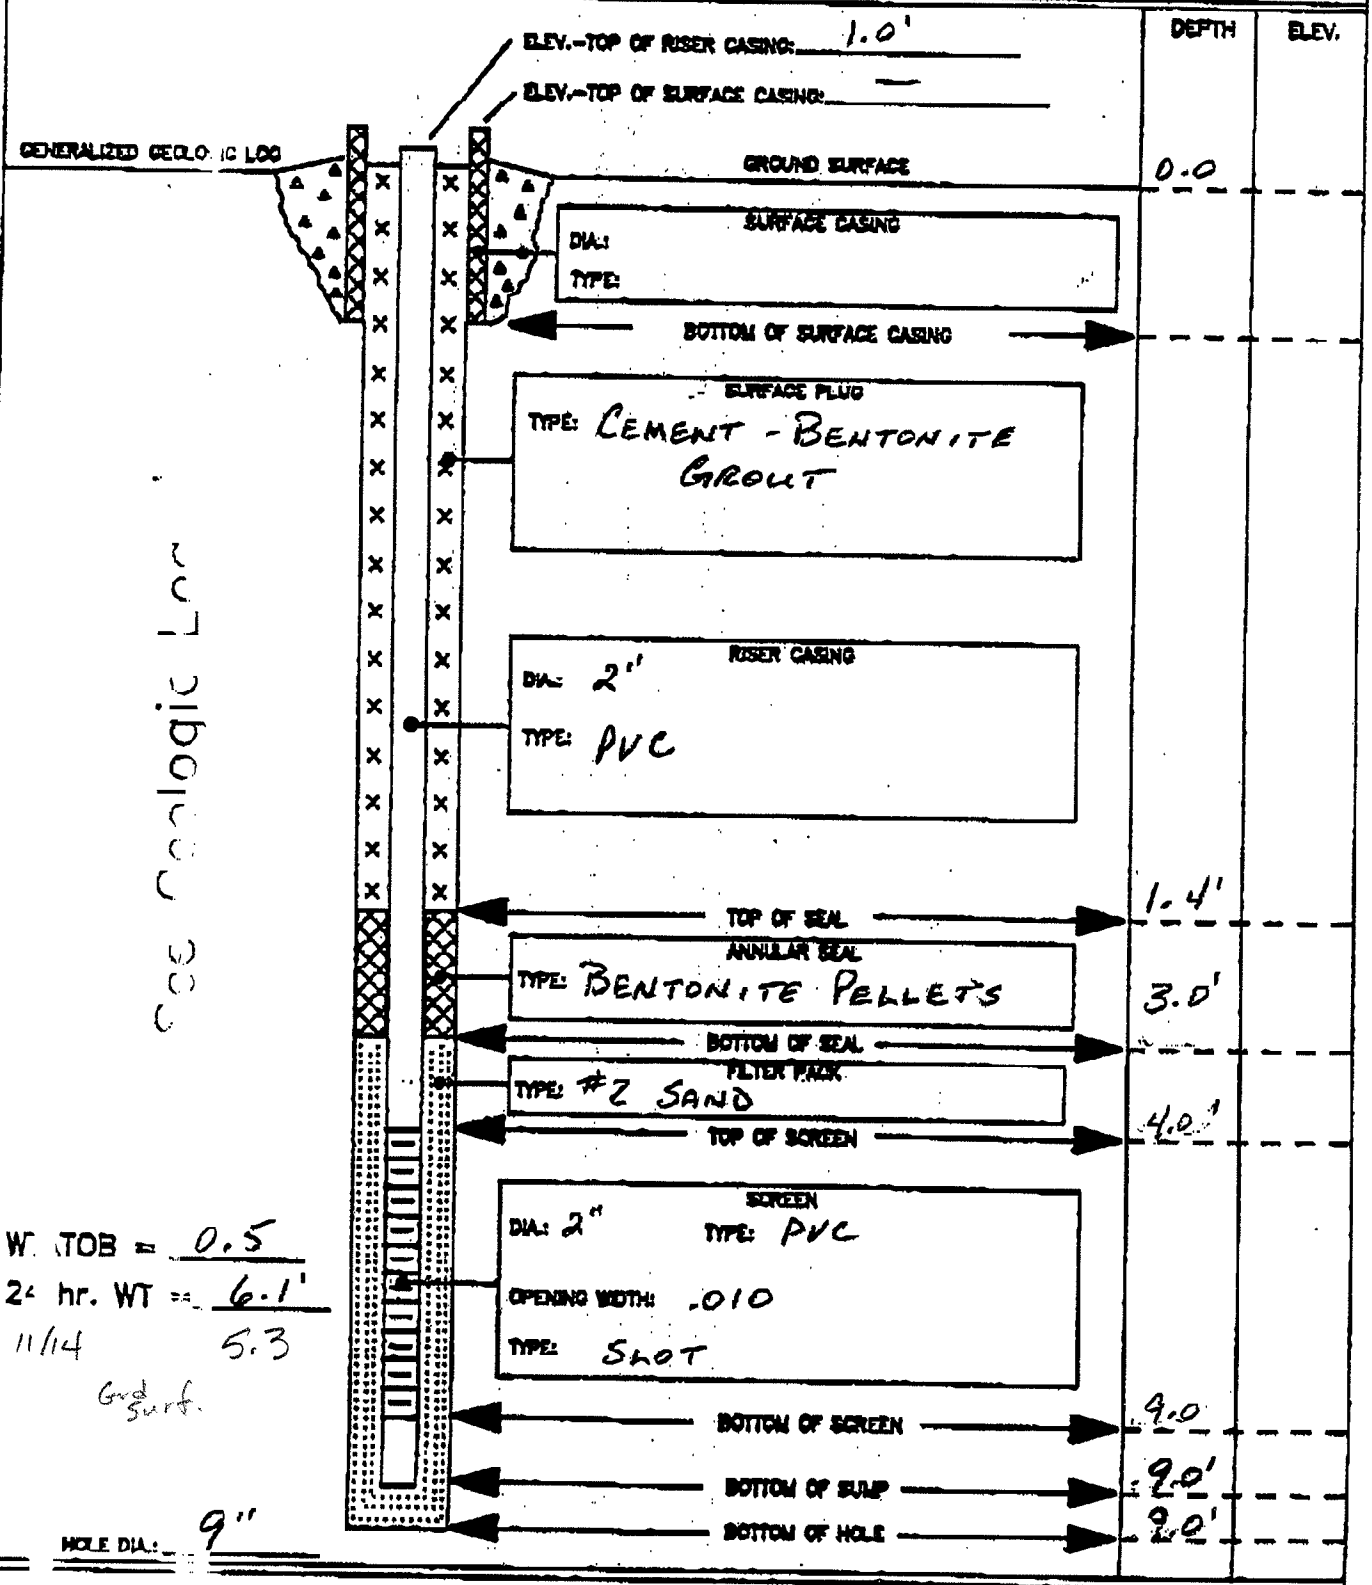 DEPTH ELEV.
ELEV.-TOP OF RISER CASING: 1.0'
ELEV.-TOP OF SURFACE CASING: —
GENERALIZED GEOLO IC LOG
GROUND SURFACE 0.0
SURFACE CASING
DIA.:
TYPE:
BOTTOM OF SURFACE CASING
SURFACE PLUG
TYPE: CEMENT - BENTONITE
GROUT
RISER CASING
DIA.: 2"
TYPE: PVC
See Geologic Log
TOP OF SEAL 1.4'
ANNULAR SEAL
TYPE: BENTONITE PELLETS
3.0'
BOTTOM OF SEAL
FILTER PACK
TYPE: #2 SAND
TOP OF SCREEN 4.0'
SCREEN
DIA.: 2" TYPE: PVC
OPENING WIDTH: .010
TYPE: SLOT
W TOB = 0.5
24 hr. WT = 6.1'
11/14 5.3
Grd Surf.
BOTTOM OF SCREEN 9.0
BOTTOM OF SUMP 9.0'
BOTTOM OF HOLE 9.0'
HOLE DIA.: 9"